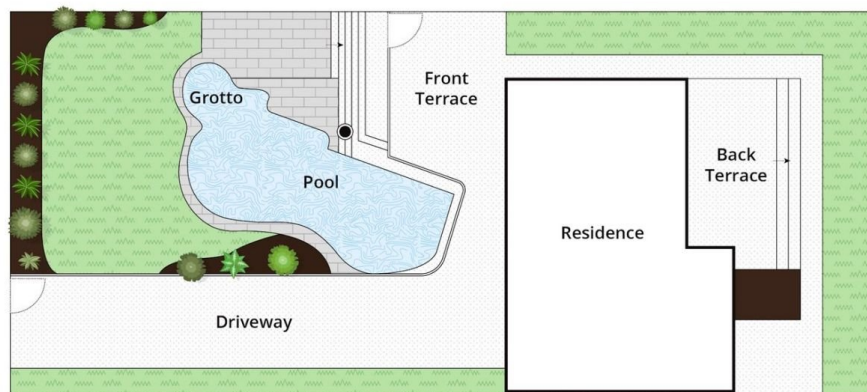 Grotto
Front
Terrace
Pool
Back
Terrace
Residence
Driveway